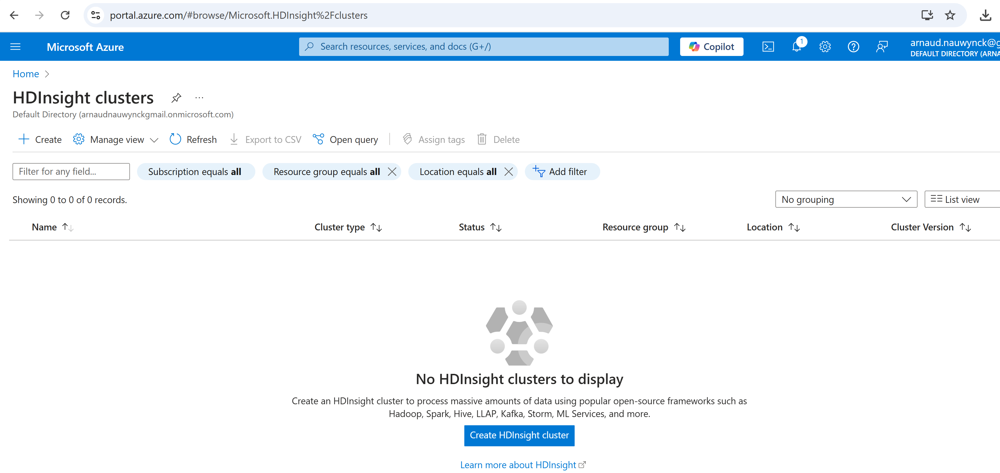 portal.azure.com/#browse/Microsoft.HDInsight%2Fclusters
Microsoft Azure
Search resources, services, and docs (G+/)
Copilot
1
arnaud.nauwynck@g
DEFAULT DIRECTORY (ARNA
Home
HDInsight clusters
Default Directory (arnaudnauwynckgmail.onmicrosoft.com)
Create
Manage view
Refresh
Export to CSV
Open query
Assign tags
Delete
Filter for any field...
Subscription equals all
Resource group equals all
Location equals all
Add filter
Showing 0 to 0 of 0 records.
No grouping
List view
Name
Cluster type
Status
Resource group
Location
Cluster Version
No HDInsight clusters to display
Create an HDInsight cluster to process massive amounts of data using popular open-source frameworks such as
Hadoop, Spark, Hive, LLAP, Kafka, Storm, ML Services, and more.
Create HDInsight cluster
Learn more about HDInsight